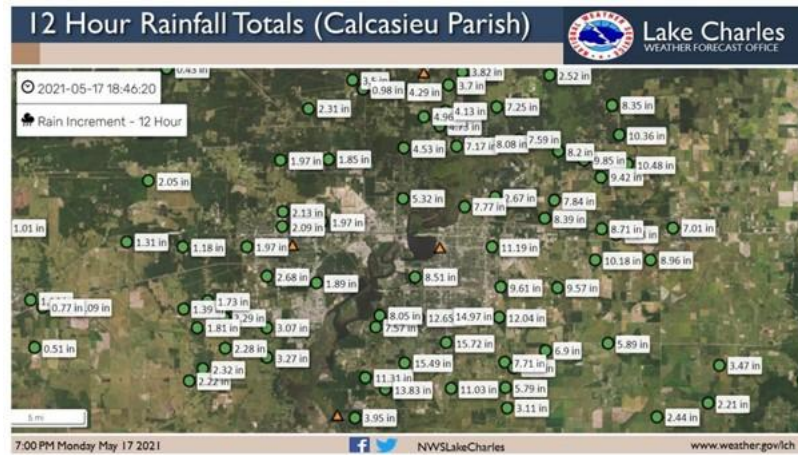 12 Hour Rainfall Totals (Calcasieu Parish)
NATIONAL WEATHER SERVICE
Lake Charles
WEATHER FORECAST OFFICE
2021-05-17 18:46:20
Rain Increment - 12 Hour
0.43 in
3.82 in
2.52 in
0.98 in
4.29 in
3.7 in
2.31 in
4.13 in
7.25 in
8.35 in
4.96
4.73 in
10.36 in
4.53 in
7.17 in
8.08 in
7.59 in
8.2 in
1.97 in
1.85 in
9.85 in
10.48 in
9.42 in
2.05 in
5.32 in
7.77 in
2.67 in
7.84 in
2.13 in
8.39 in
1.01 in
2.09 in
1.97 in
8.71 in
7.01 in
1.31 in
1.18 in
1.97 in
11.19 in
10.18 in
8.96 in
2.68 in
1.89 in
8.51 in
9.61 in
9.57 in
0.77 in
.09 in
1.39 in
1.73 in
.29 in
8.05 in
12.65
14.97 in
12.04 in
1.81 in
3.07 in
7.57 in
0.51 in
2.28 in
3.27 in
15.72 in
6.9 in
5.89 in
2.32 in
15.49 in
7.71 in
3.47 in
2.22 in
11.31 in
13.83 in
11.03 in
5.79 in
3.95 in
3.11 in
2.44 in
2.21 in
5 mi
7:00 PM Monday May 17 2021
NWSLakeCharles
www.weather.gov/lch